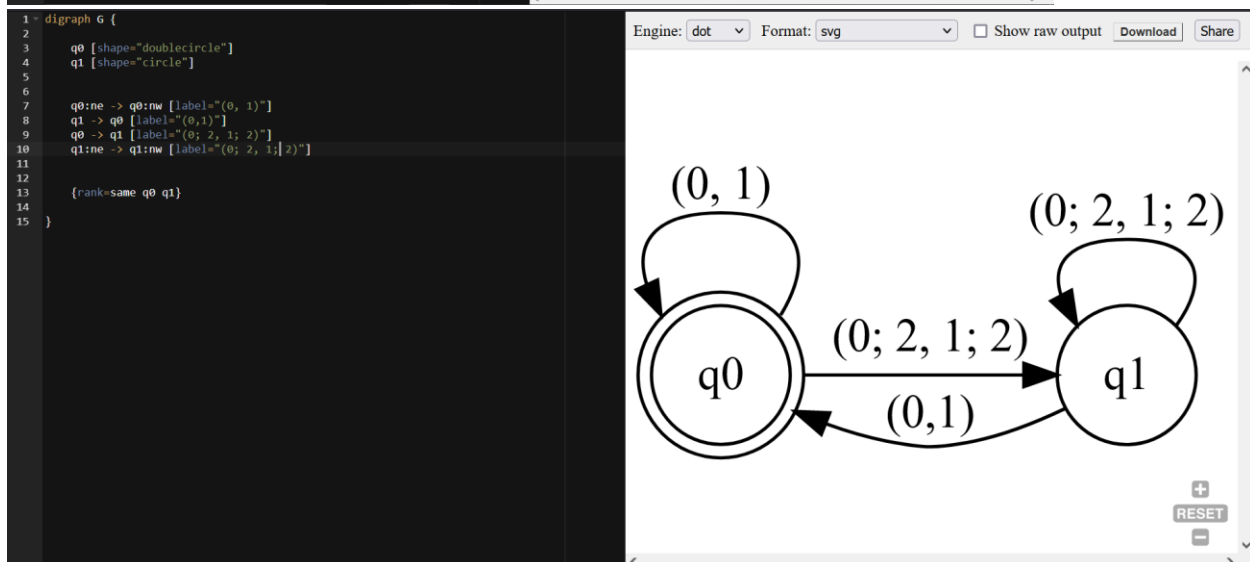 1 digraph G {
2
3 q0 [shape="doublecircle"]
4 q1 [shape="circle"]
5
6
7 q0:ne -> q0:nw [label="(0, 1)"]
8 q1 -> q0 [label="(0,1)"]
9 q0 -> q1 [label="(0; 2, 1; 2)"]
10 q1:ne -> q1:nw [label="(0; 2, 1; 2)"]
11
12
13 {rank=same q0 q1}
14
15 }
Engine: dot Format: svg Show raw output Download Share
(0, 1)
(0; 2, 1; 2)
(0; 2, 1; 2)
q0
q1
(0,1)
RESET